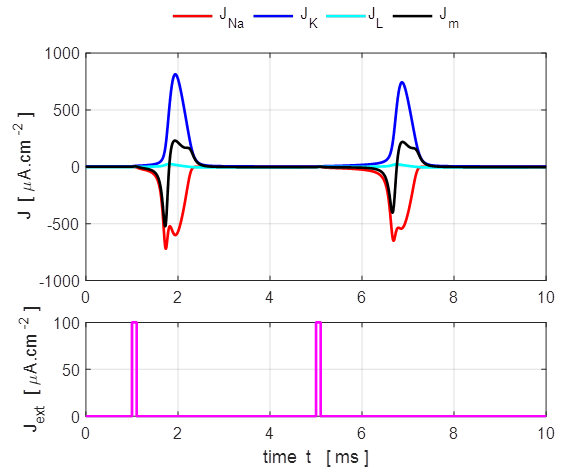 J_Na J_K J_L J_m
J [ μA.cm^-2 ]
1000
500
0
-500
-1000
0 2 4 6 8 10
J_ext [ μA.cm^-2 ]
100
50
0
0 2 4 6 8 10
time t [ ms ]